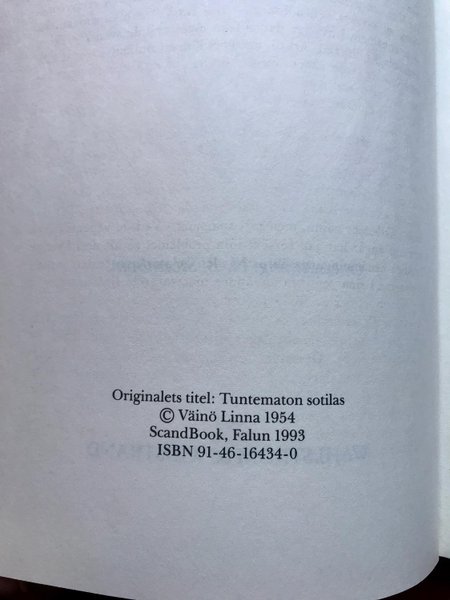 Originalets titel: Tuntematon sotilas
© Väinö Linna 1954
ScandBook, Falun 1993
ISBN 91-46-16434-0